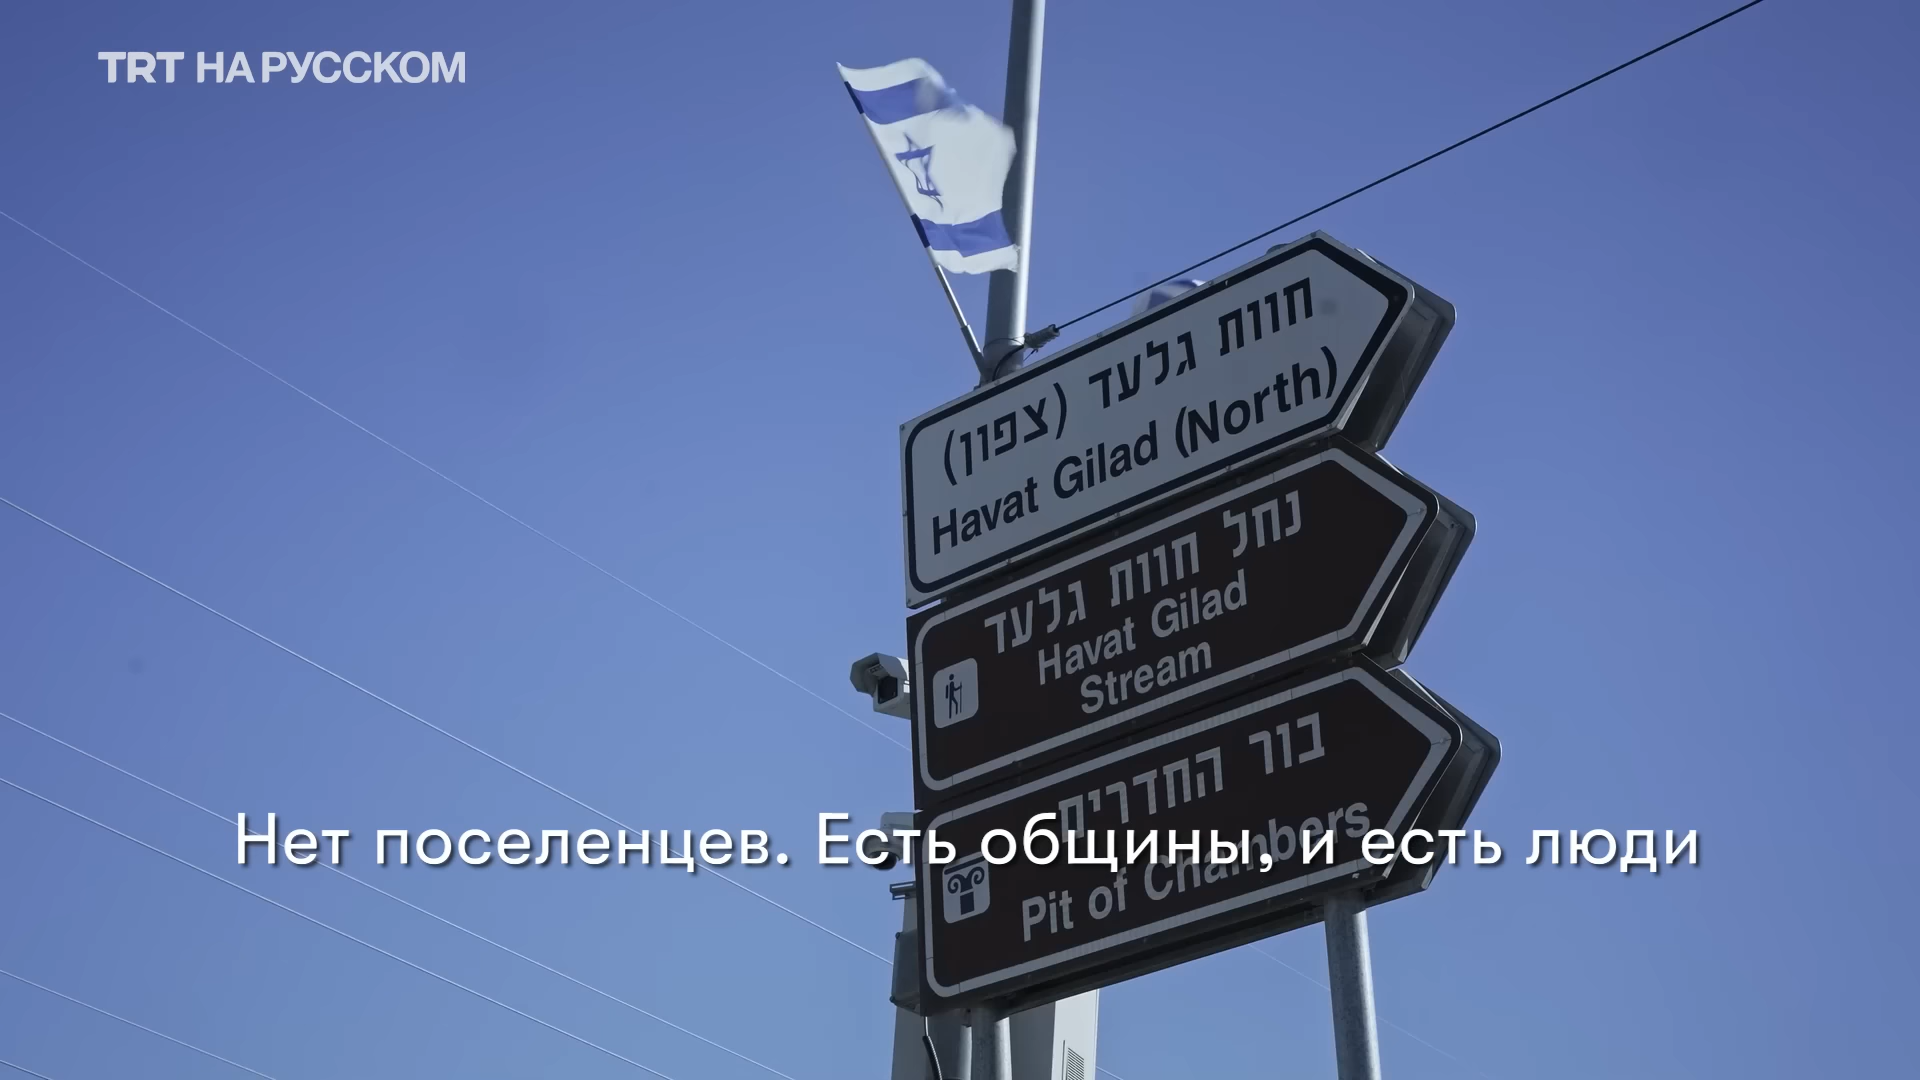 TRT НА РУССКОМ
חוות גלעד (צפון)
Havat Gilad (North)
נחל חוות גלעד
Havat Gilad
Stream
בור החדרים
Pit of Chambers
Нет поселенцев. Есть общины, и есть люди